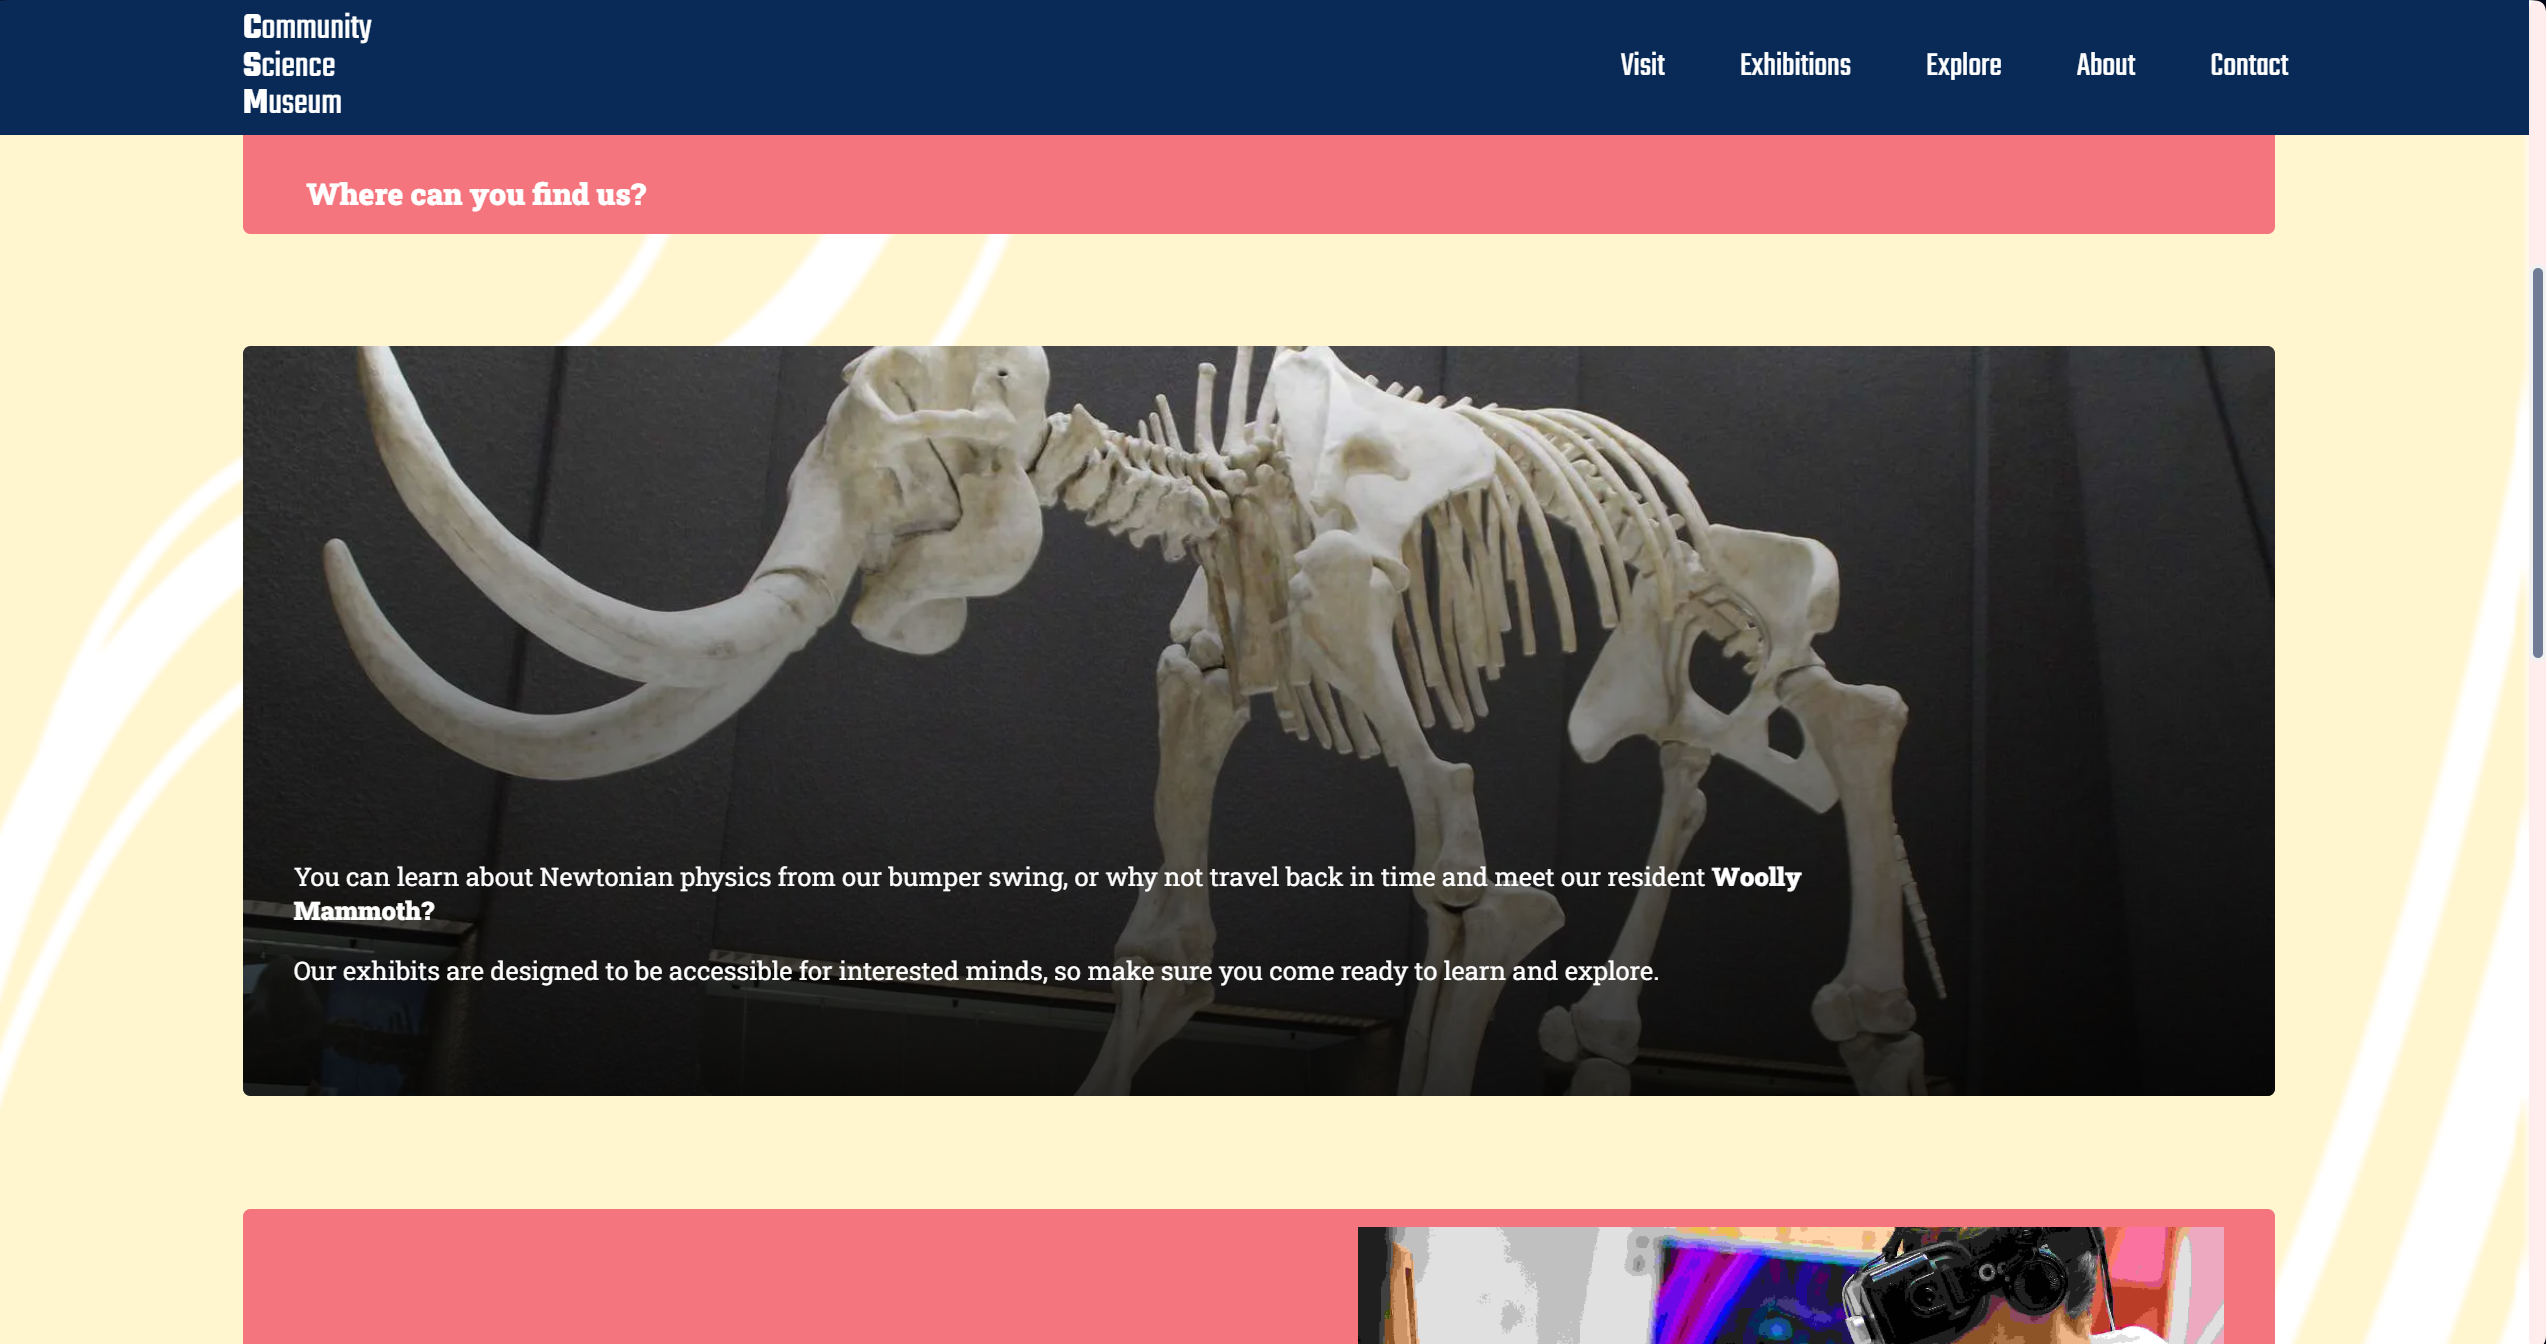 Community
Science
Museum
Visit
Exhibitions
Explore
About
Contact
Where can you find us?
You can learn about Newtonian physics from our bumper swing, or why not travel back in time and meet our resident Woolly
Mammoth?
Our exhibits are designed to be accessible for interested minds, so make sure you come ready to learn and explore.